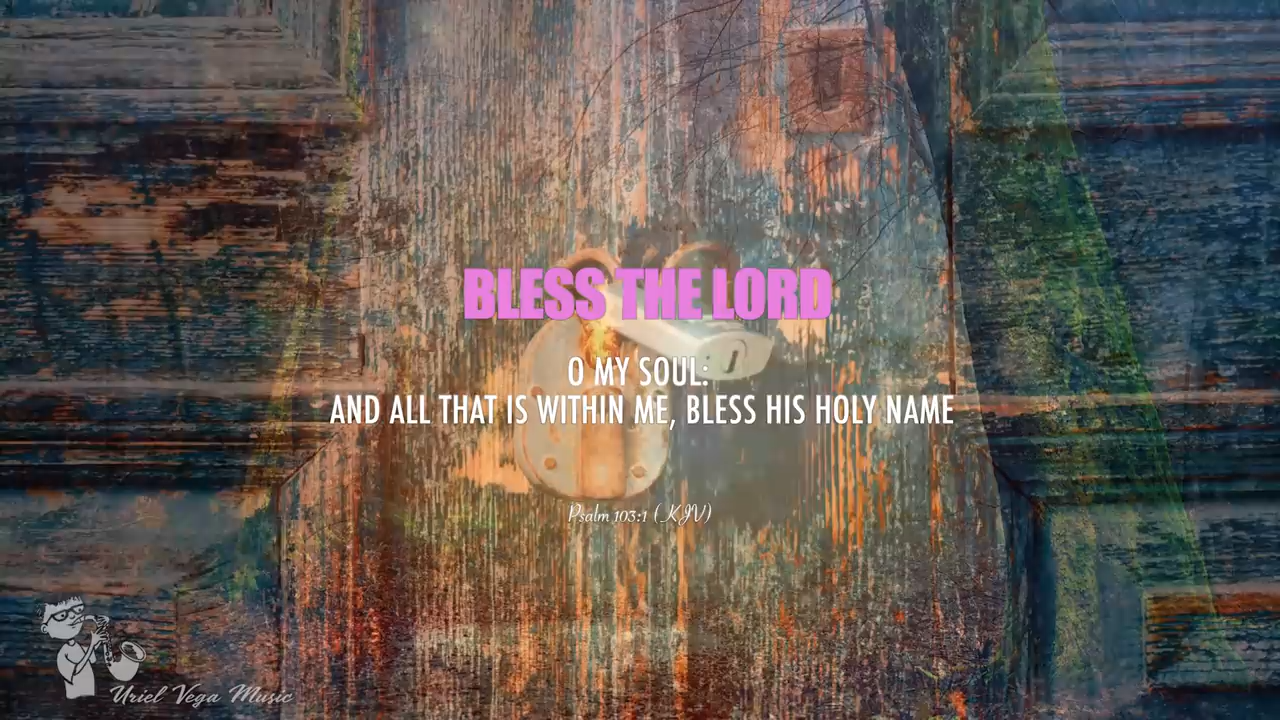 BLESS THE LORD
O MY SOUL:
AND ALL THAT IS WITHIN ME, BLESS HIS HOLY NAME
Psalm 103:1 (KJV)
Uriel Vega Music